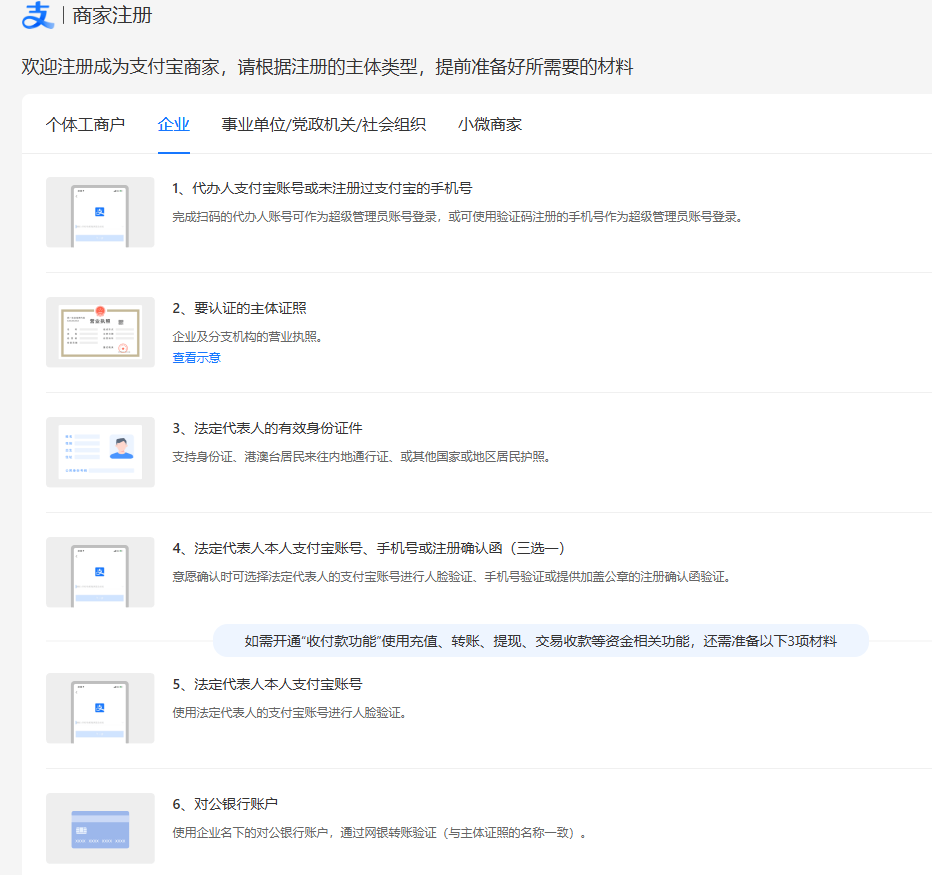 支 | 商家注册
欢迎注册成为支付宝商家，请根据注册的主体类型，提前准备好所需要的材料
个体工商户 企业 事业单位/党政机关/社会组织 小微商家
1、代办人支付宝账号或未注册过支付宝的手机号
完成扫码的代办人账号可作为超级管理员账号登录，或可使用验证码注册的手机号作为超级管理员账号登录。
2、要认证的主体证照
营业执照
企业及分支机构的营业执照。
查看示意
3、法定代表人的有效身份证件
支持身份证、港澳台居民来往内地通行证、或其他国家或地区居民护照。
4、法定代表人本人支付宝账号、手机号或注册确认函（三选一）
意愿确认时可选择法定代表人的支付宝账号进行人脸验证、手机号验证或提供加盖公章的注册确认函验证。
如需开通“收付款功能”使用充值、转账、提现、交易收款等资金相关功能，还需准备以下3项材料
5、法定代表人本人支付宝账号
使用法定代表人的支付宝账号进行人脸验证。
6、对公银行账户
使用企业名下的对公银行账户，通过网银转账验证（与主体证照的名称一致）。